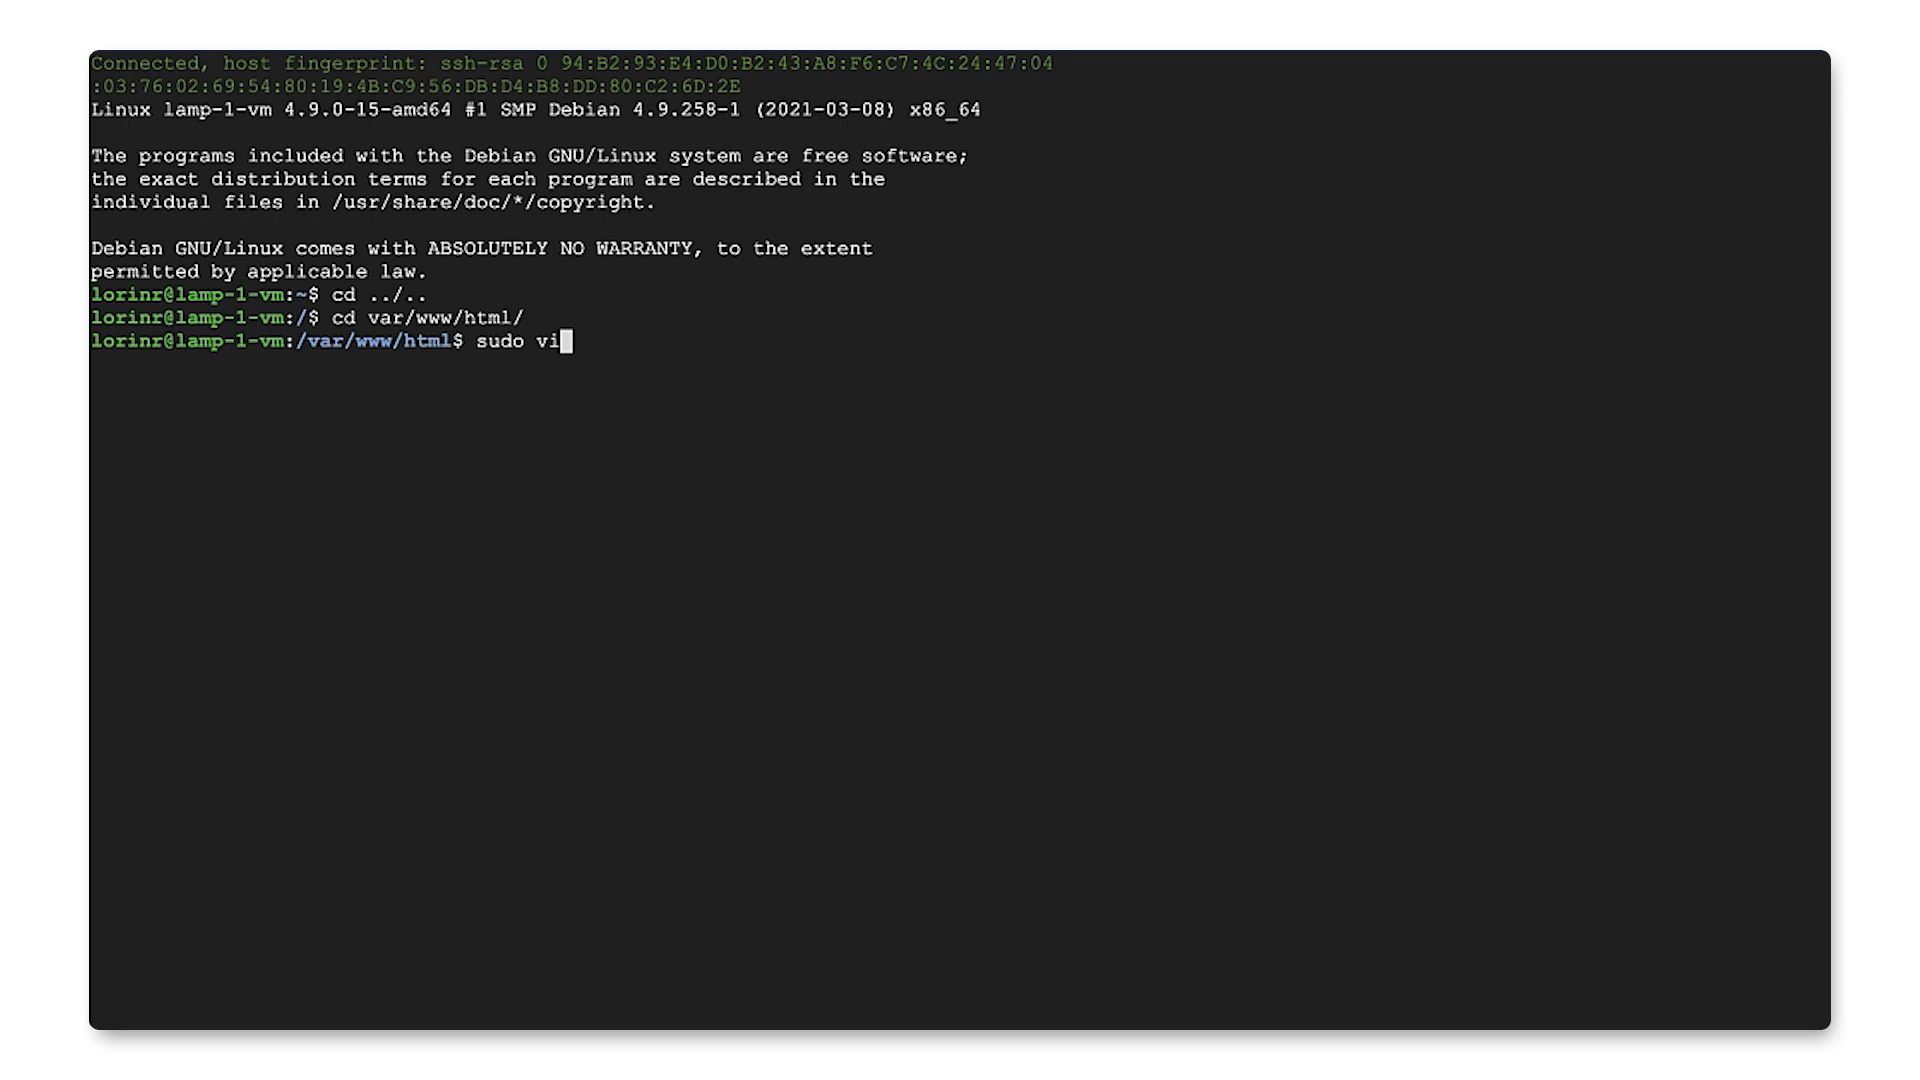 Connected, host fingerprint: ssh-rsa 0 94:B2:93:E4:D0:B2:43:A8:F6:C7:4C:24:47:04
:03:76:02:69:54:80:19:4B:C9:56:DB:D4:B8:DD:80:C2:6D:2E
Linux lamp-1-vm 4.9.0-15-amd64 #1 SMP Debian 4.9.258-1 (2021-03-08) x86_64
The programs included with the Debian GNU/Linux system are free software;
the exact distribution terms for each program are described in the
individual files in /usr/share/doc/*/copyright.
Debian GNU/Linux comes with ABSOLUTELY NO WARRANTY, to the extent
permitted by applicable law.
lorinr@lamp-1-vm:~$ cd ../..
lorinr@lamp-1-vm:/$ cd var/www/html/
lorinr@lamp-1-vm:/var/www/html$ sudo vi